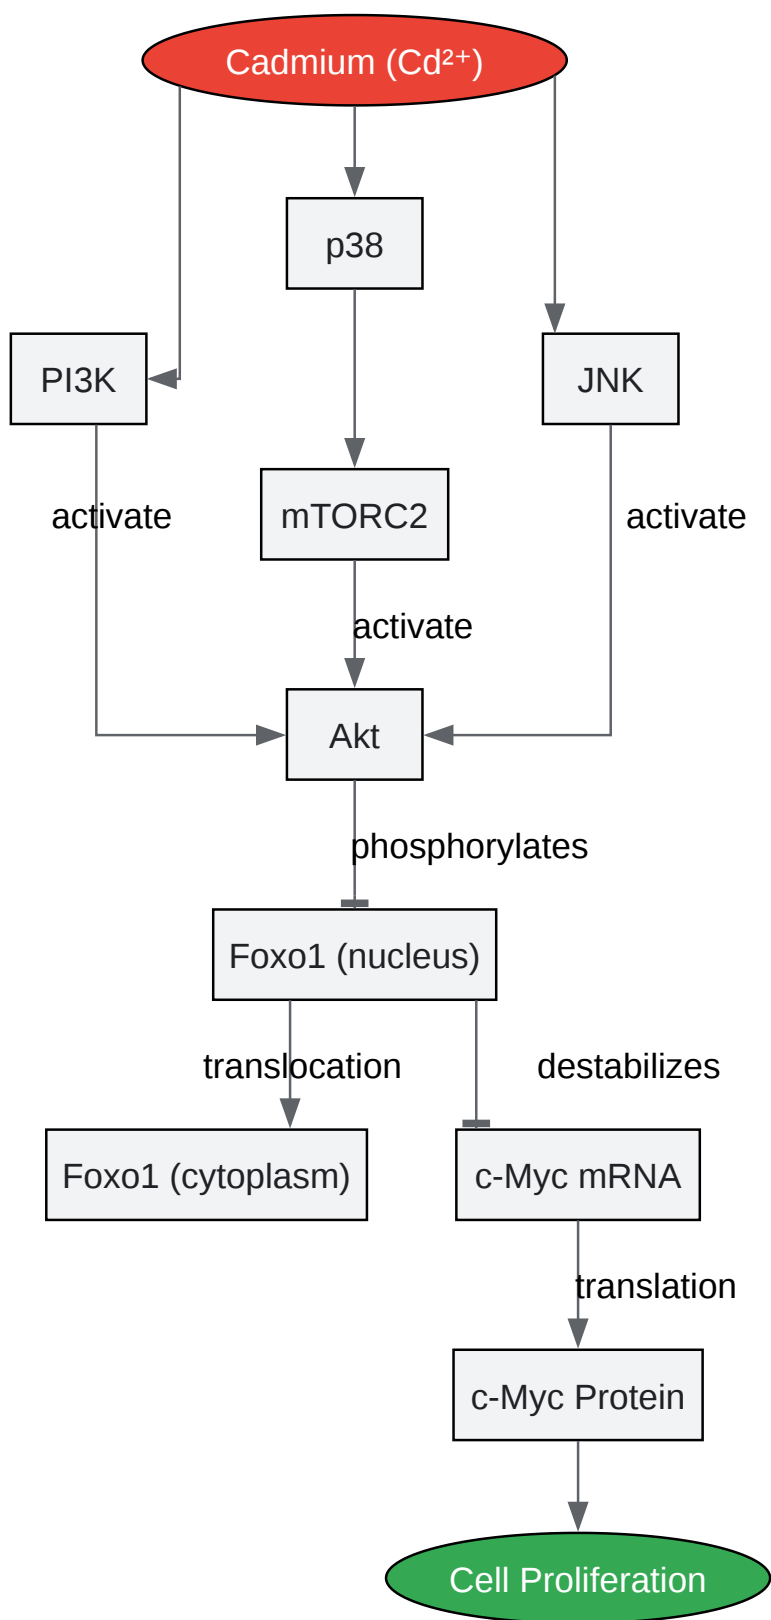 Cadmium (Cd²⁺)
p38
PI3K
JNK
activate
mTORC2
activate
activate
Akt
phosphorylates
Foxo1 (nucleus)
translocation
destabilizes
Foxo1 (cytoplasm)
c-Myc mRNA
translation
c-Myc Protein
Cell Proliferation